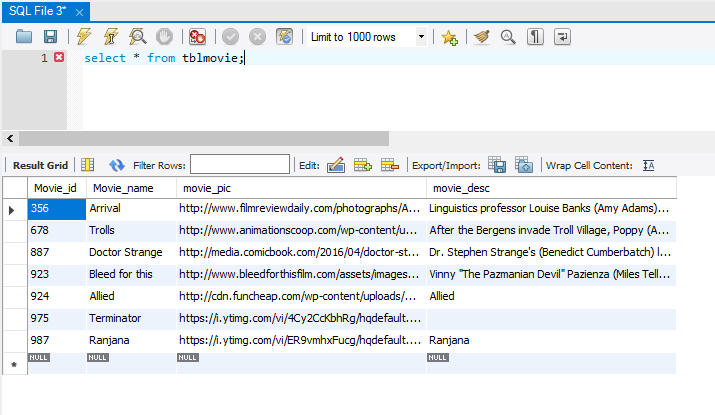 SQL File 3*
Limit to 1000 rows
1 select * from tblmovie;
Result Grid Filter Rows: Edit: Export/Import: Wrap Cell Content: IA
Movie_id Movie_name movie_pic movie_desc
356 Arrival http://www.filmreviewdaily.com/photographs/A... Linguistics professor Louise Banks (Amy Adams)...
678 Trolls http://www.animationscoop.com/wp-content/u... After the Bergens invade Troll Village, Poppy (A...
887 Doctor Strange http://media.comicbook.com/2016/04/doctor-st... Dr. Stephen Strange's (Benedict Cumberbatch) l...
923 Bleed for this http://www.bleedforthisfilm.com/assets/images... Vinny "The Pazmanian Devil" Pazienza (Miles Tell...
924 Allied http://cdn.funcheap.com/wp-content/uploads/... Allied
975 Terminator https://i.ytimg.com/vi/4Cy2CcKbhRg/hqdefault....
987 Ranjana https://i.ytimg.com/vi/ER9vmhxFucg/hqdefault.... Ranjana
NULL NULL NULL NULL